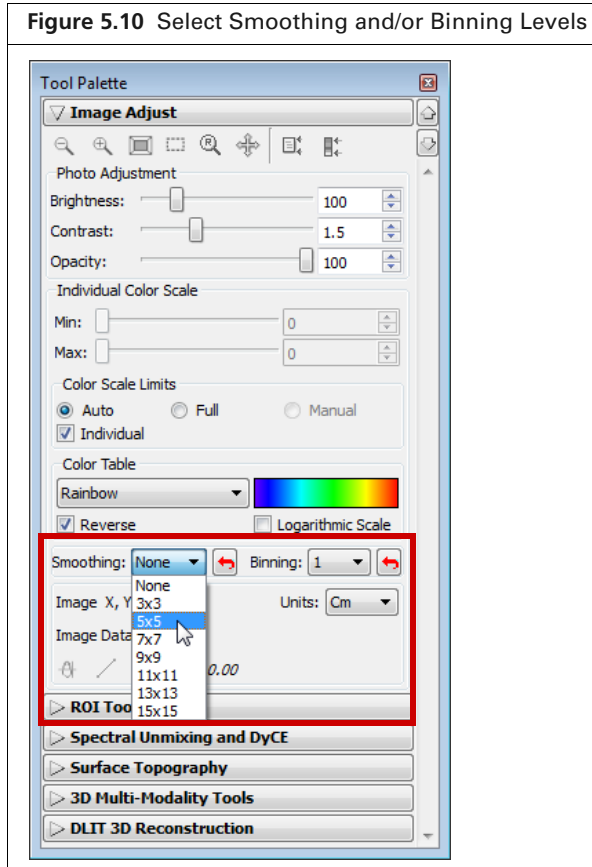 Figure 5.10 Select Smoothing and/or Binning Levels
Tool Palette
Image Adjust
Photo Adjustment
Brightness: 100
Contrast: 1.5
Opacity: 100
Individual Color Scale
Min: 0
Max: 0
Color Scale Limits
Auto Full Manual
Individual
Color Table
Rainbow
Reverse Logarithmic Scale
Smoothing: None Binning: 1
None
3x3
5x5
7x7
9x9
11x11
13x13
15x15
Image X, Y Units: Cm
Image Data
0.00
ROI Too
Spectral Unmixing and DyCE
Surface Topography
3D Multi-Modality Tools
DLIT 3D Reconstruction